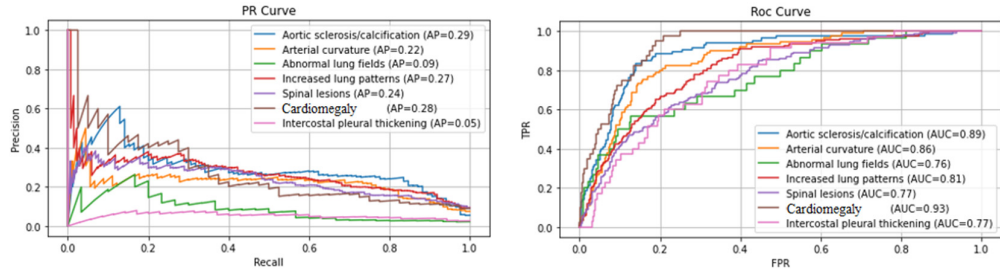 PR Curve
1.0
0.8
0.6
0.4
0.2
0.0
Precision
Aortic sclerosis/calcification (AP=0.29)
Arterial curvature (AP=0.22)
Abnormal lung fields (AP=0.09)
Increased lung patterns (AP=0.27)
Spinal lesions (AP=0.24)
Cardiomegaly (AP=0.28)
Intercostal pleural thickening (AP=0.05)
0.0 0.2 0.4 0.6 0.8 1.0
Recall
Roc Curve
1.0
0.8
0.6
0.4
0.2
0.0
TPR
Aortic sclerosis/calcification (AUC=0.89)
Arterial curvature (AUC=0.86)
Abnormal lung fields (AUC=0.76)
Increased lung patterns (AUC=0.81)
Spinal lesions (AUC=0.77)
Cardiomegaly (AUC=0.93)
Intercostal pleural thickening (AUC=0.77)
0.0 0.2 0.4 0.6 0.8 1.0
FPR